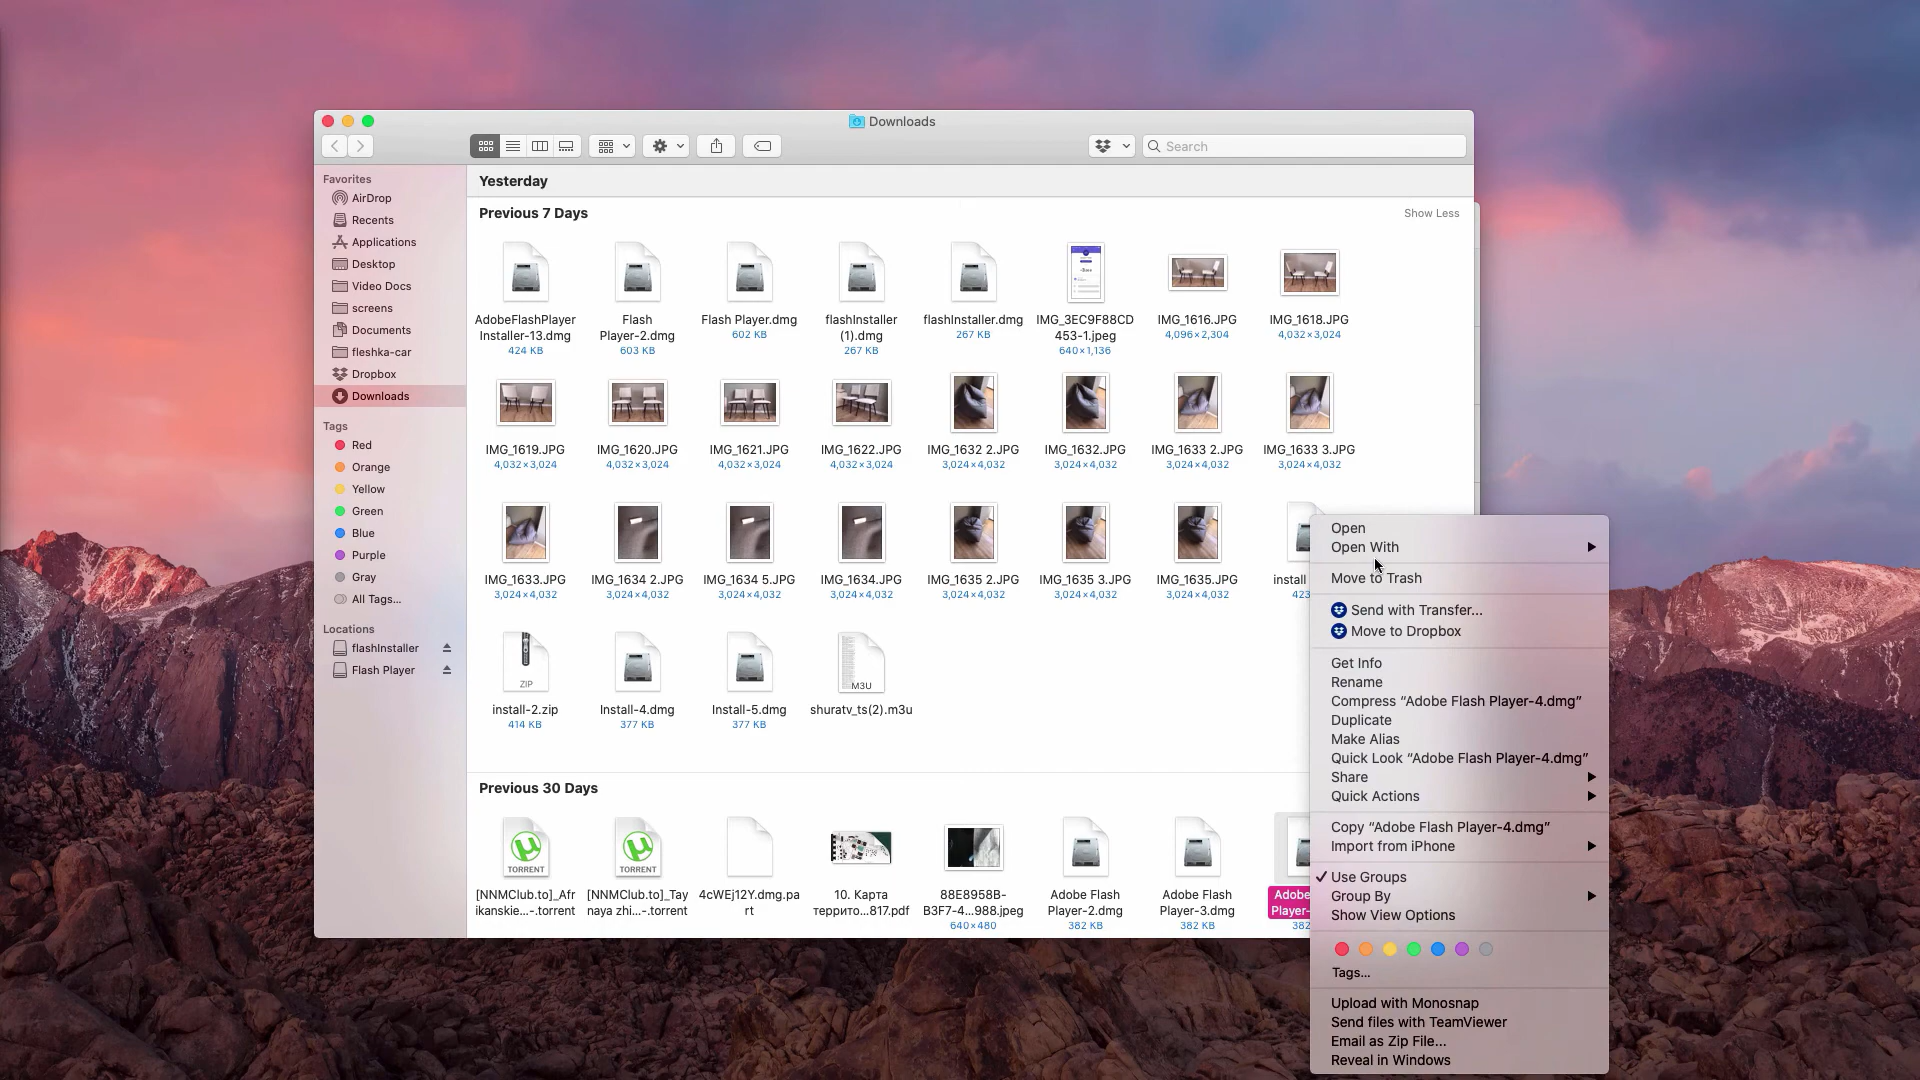 Downloads
Search
Favorites
AirDrop
Recents
Applications
Desktop
Video Docs
screens
Documents
fleshka-car
Dropbox
Downloads
Tags
Red
Orange
Yellow
Green
Blue
Purple
Gray
All Tags...
Locations
flashInstaller
Flash Player
Yesterday
Previous 7 Days
Show Less
AdobeFlashPlayer
Installer-13.dmg
424 KB
Flash
Player-2.dmg
603 KB
Flash Player.dmg
602 KB
flashInstaller
(1).dmg
267 KB
flashInstaller.dmg
267 KB
IMG_3EC9F88CD
453-1.jpeg
640×1,136
IMG_1616.JPG
4,096×2,304
IMG_1618.JPG
4,032×3,024
IMG_1619.JPG
4,032×3,024
IMG_1620.JPG
4,032×3,024
IMG_1621.JPG
4,032×3,024
IMG_1622.JPG
4,032×3,024
IMG_1632 2.JPG
3,024×4,032
IMG_1632.JPG
3,024×4,032
IMG_1633 2.JPG
3,024×4,032
IMG_1633 3.JPG
3,024×4,032
IMG_1633.JPG
3,024×4,032
IMG_1634 2.JPG
3,024×4,032
IMG_1634 5.JPG
3,024×4,032
IMG_1634.JPG
3,024×4,032
IMG_1635 2.JPG
3,024×4,032
IMG_1635 3.JPG
3,024×4,032
IMG_1635.JPG
3,024×4,032
install
423
ZIP
install-2.zip
414 KB
Install-4.dmg
377 KB
Install-5.dmg
377 KB
M3U
shuratv_ts(2).m3u
Previous 30 Days
TORRENT
[NNMClub.to]_Afr
ikanskie...-.torrent
TORRENT
[NNMClub.to]_Tay
naya zhi...-.torrent
4cWEj12Y.dmg.pa
rt
10. Карта
террито...817.pdf
88E8958B-
B3F7-4...988.jpeg
640×480
Adobe Flash
Player-2.dmg
382 KB
Adobe Flash
Player-3.dmg
382 KB
Adobe
Player-
382
Open
Open With
Move to Trash
Send with Transfer...
Move to Dropbox
Get Info
Rename
Compress “Adobe Flash Player-4.dmg”
Duplicate
Make Alias
Quick Look “Adobe Flash Player-4.dmg”
Share
Quick Actions
Copy “Adobe Flash Player-4.dmg”
Import from iPhone
Use Groups
Group By
Show View Options
Tags...
Upload with Monosnap
Send files with TeamViewer
Email as Zip File...
Reveal in Windows